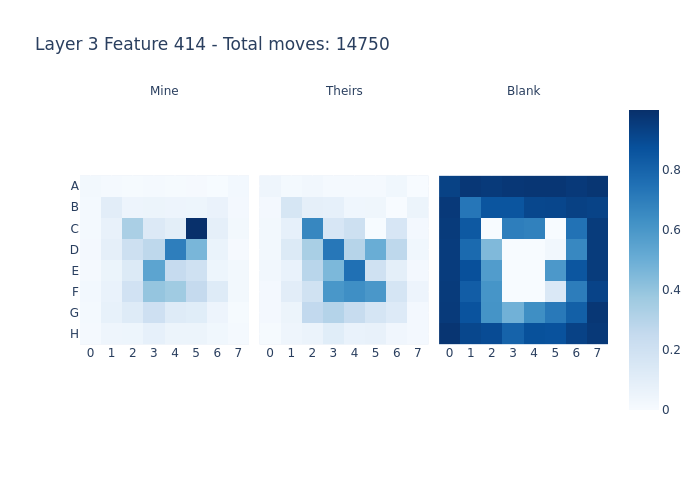 Layer 3 Feature 414 - Total moves: 14750
Mine Theirs Blank
A
B
C
D
E
F
G
H
0 1 2 3 4 5 6 7 0 1 2 3 4 5 6 7 0 1 2 3 4 5 6 7
0.8
0.6
0.4
0.2
0